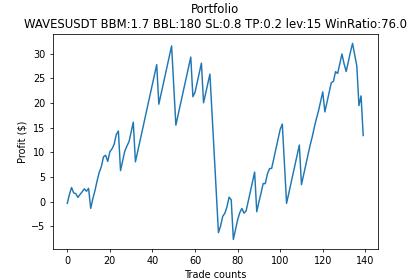 Portfolio
WAVESUSDT BBM:1.7 BBL:180 SL:0.8 TP:0.2 lev:15 WinRatio:76.0
Profit ($)
30
25
20
15
10
5
0
−5
0 20 40 60 80 100 120 140
Trade counts